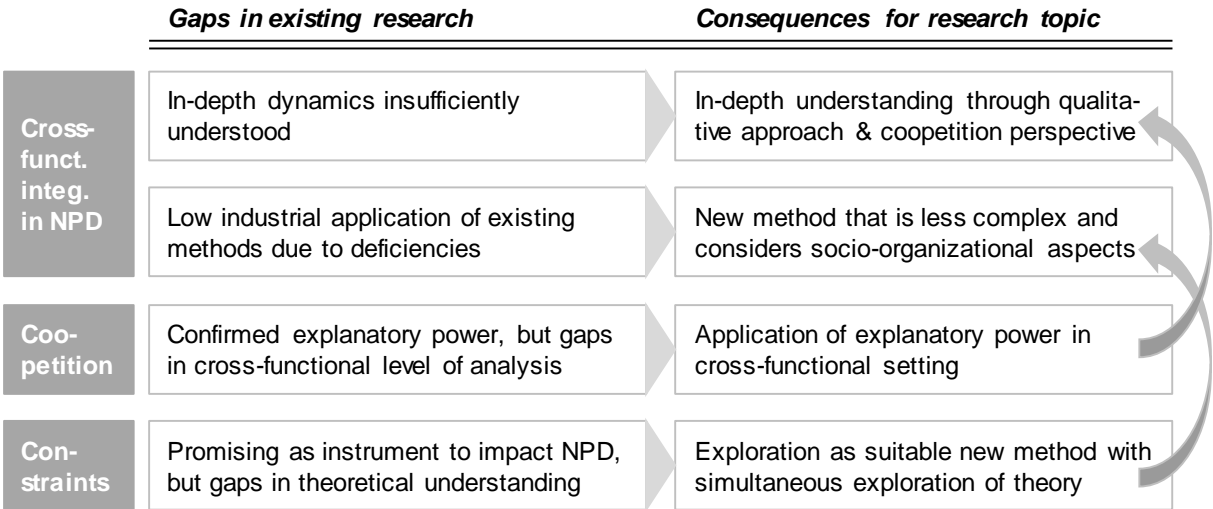 Gaps in existing research
Consequences for research topic
Cross-
funct.
integ.
in NPD
In-depth dynamics insufficiently
understood
In-depth understanding through qualita-
tive approach & coopetition perspective
Low industrial application of existing
methods due to deficiencies
New method that is less complex and
considers socio-organizational aspects
Coo-
petition
Confirmed explanatory power, but gaps
in cross-functional level of analysis
Application of explanatory power in
cross-functional setting
Con-
straints
Promising as instrument to impact NPD,
but gaps in theoretical understanding
Exploration as suitable new method with
simultaneous exploration of theory